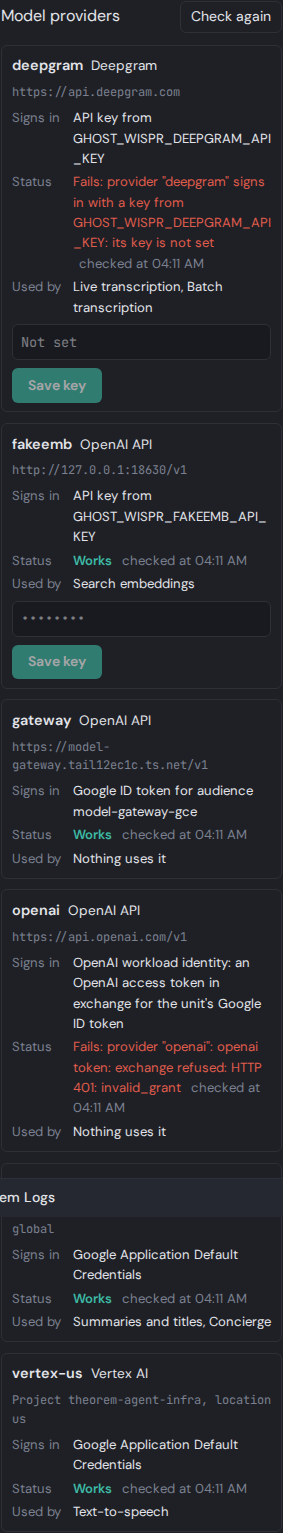 Model providers Check again
deepgram Deepgram
https://api.deepgram.com
Signs in API key from
GHOST_WISPR_DEEPGRAM_API
_KEY
Status Fails: provider "deepgram" signs
in with a key from
GHOST_WISPR_DEEPGRAM_API
_KEY: its key is not set
checked at 04:11 AM
Used by Live transcription, Batch
transcription
Not set
Save key
fakeemb OpenAI API
http://127.0.0.1:18630/v1
Signs in API key from
GHOST_WISPR_FAKEEMB_API_
KEY
Status Works checked at 04:11 AM
Used by Search embeddings
••••••••
Save key
gateway OpenAI API
https://model-
gateway.tail12ec1c.ts.net/v1
Signs in Google ID token for audience
model-gateway-gce
Status Works checked at 04:11 AM
Used by Nothing uses it
openai OpenAI API
https://api.openai.com/v1
Signs in OpenAI workload identity: an
OpenAI access token in
exchange for the unit's Google
ID token
Status Fails: provider "openai": openai
token: exchange refused: HTTP
401: invalid_grant checked at
04:11 AM
Used by Nothing uses it
em Logs
global
Signs in Google Application Default
Credentials
Status Works checked at 04:11 AM
Used by Summaries and titles, Concierge
vertex-us Vertex AI
Project theorem-agent-infra, location
us
Signs in Google Application Default
Credentials
Status Works checked at 04:11 AM
Used by Text-to-speech